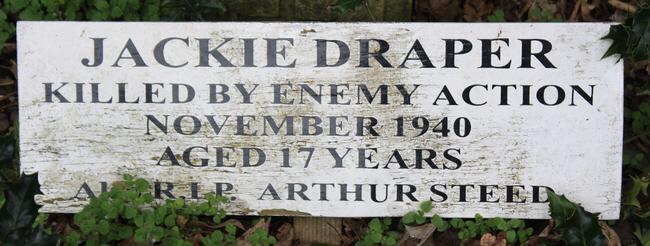 JACKIE DRAPER
KILLED BY ENEMY ACTION
NOVEMBER 1940
AGED 17 YEARS
R.I.P. ARTHUR STEED